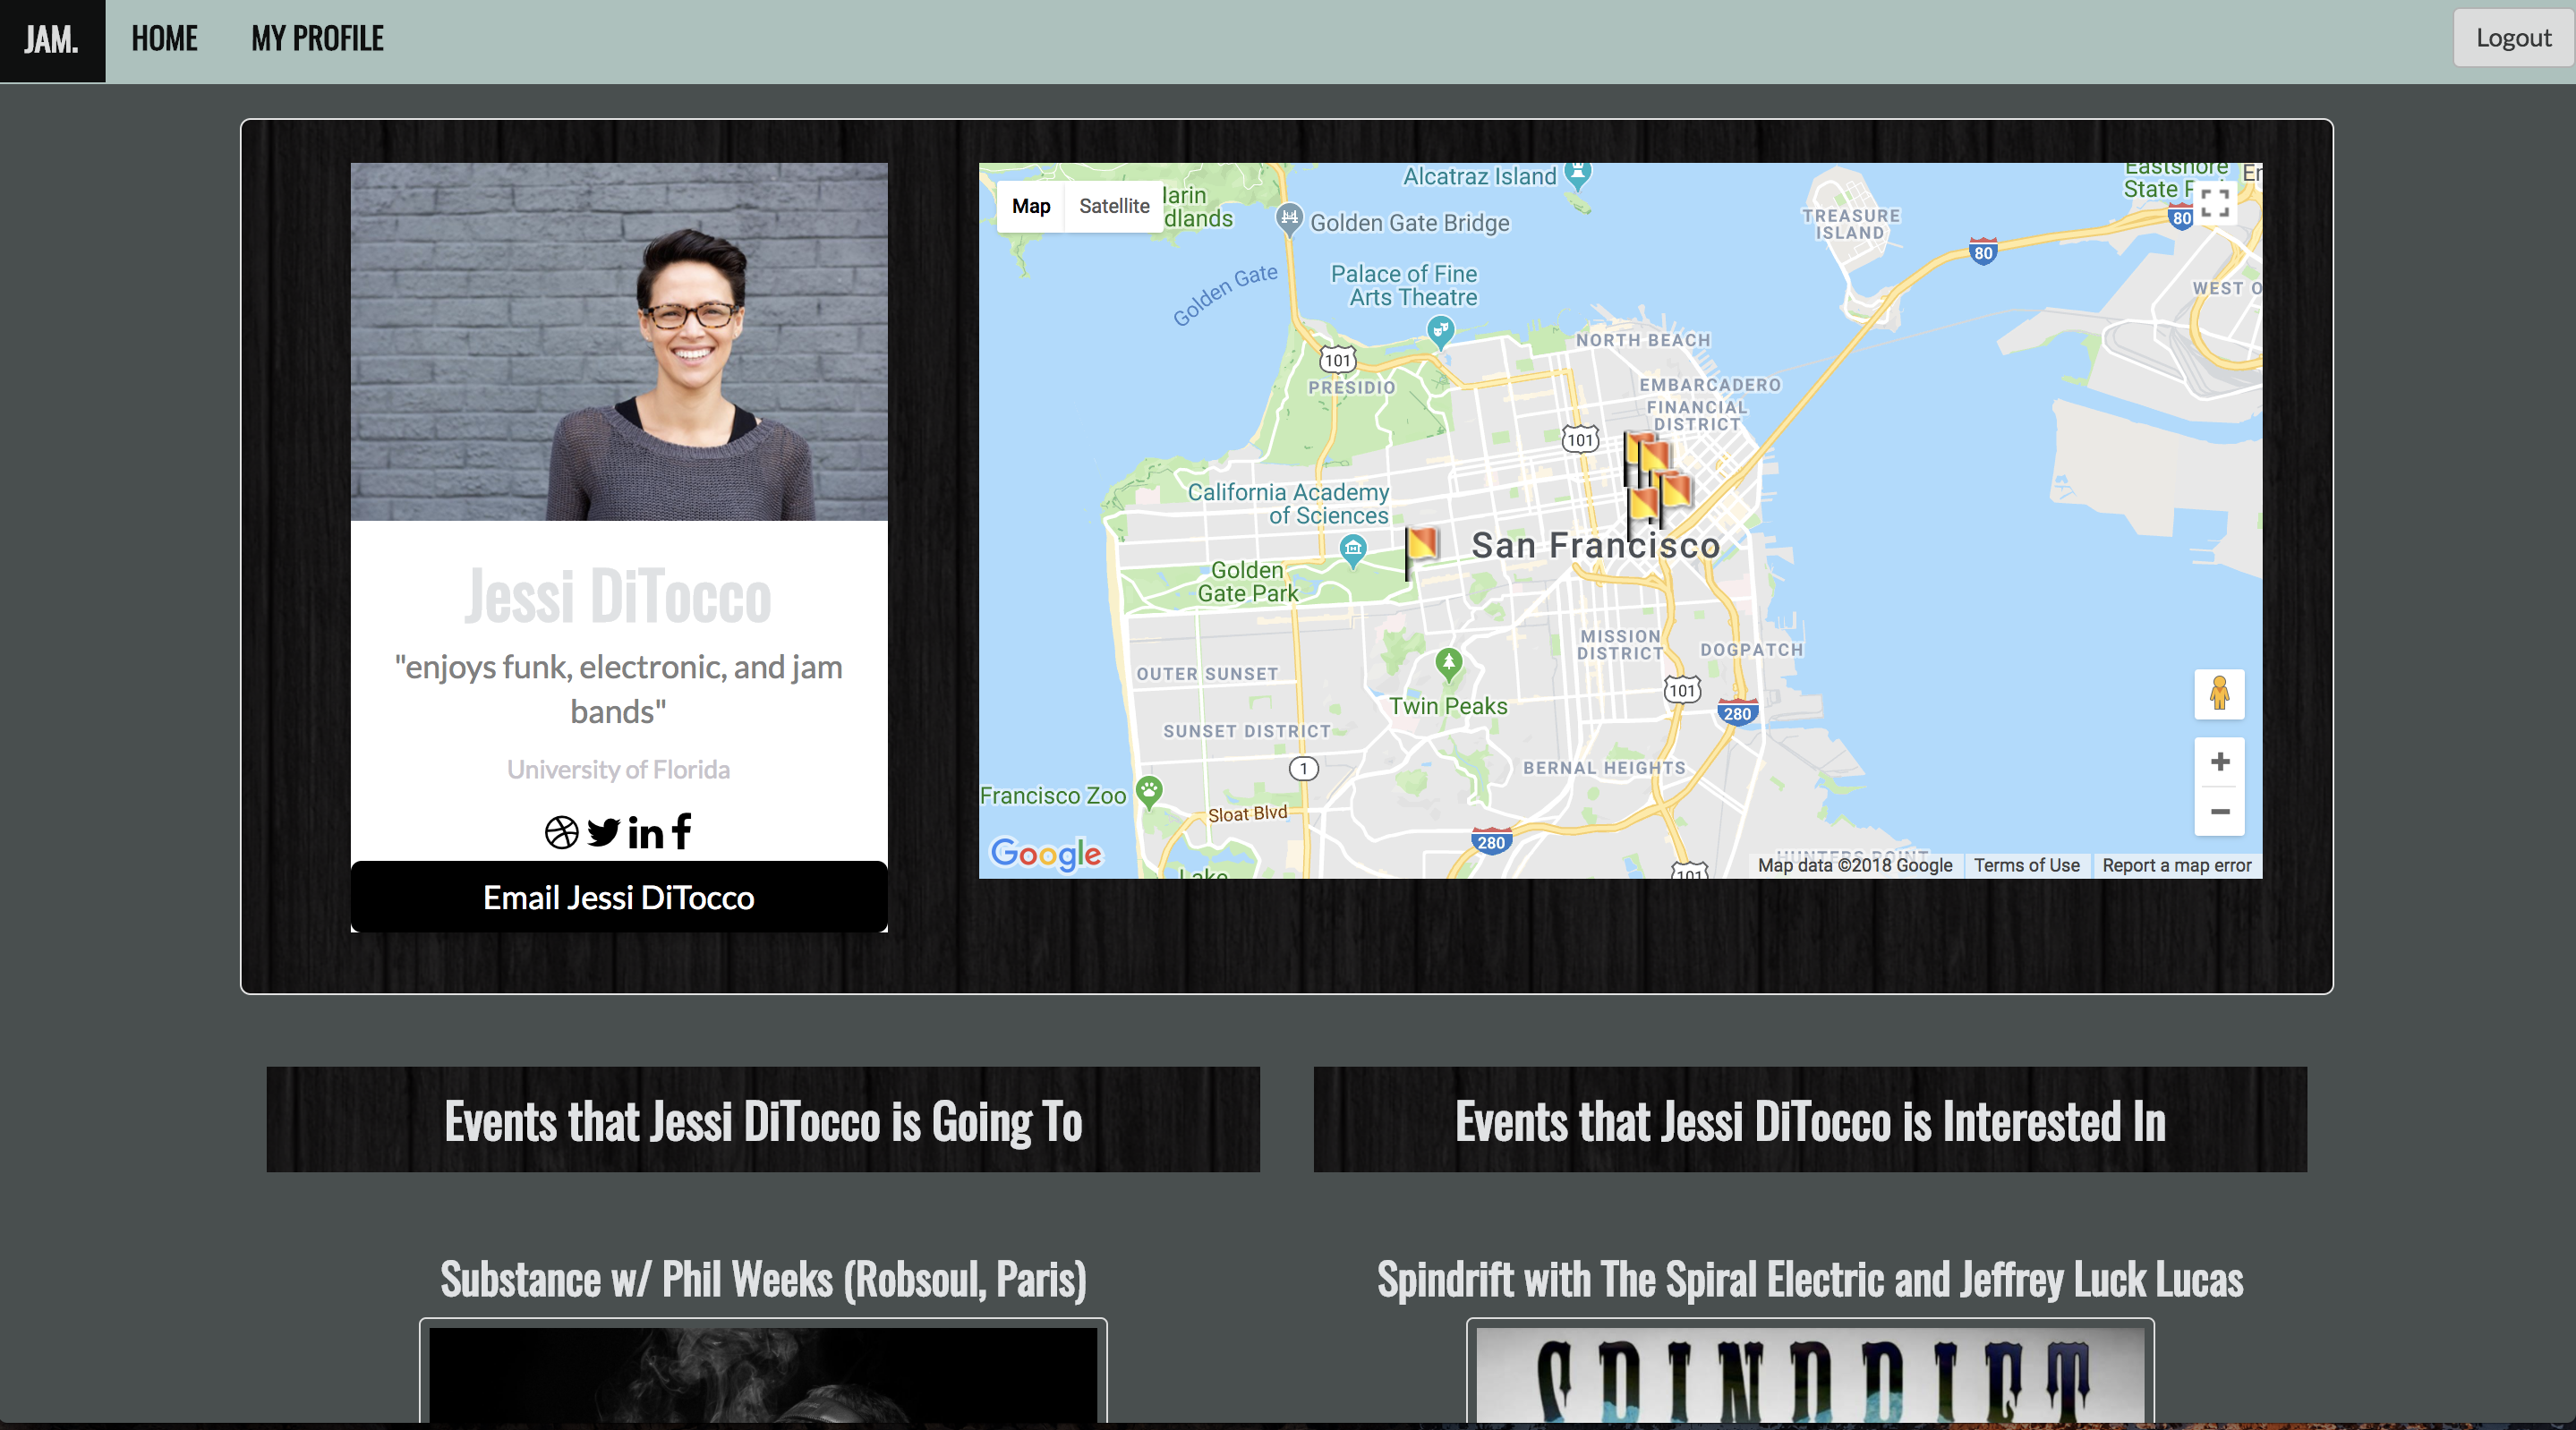 JAM.
HOME
MY PROFILE
Logout
Jessi DiTocco
"enjoys funk, electronic, and jam
bands"
University of Florida
Email Jessi DiTocco
Map
Satellite
Alcatraz Island
Golden Gate Bridge
Golden Gate
Palace of Fine
Arts Theatre
TREASURE
ISLAND
Eastshore
State P
80
80
WEST O
NORTH BEACH
101
PRESIDIO
EMBARCADERO
FINANCIAL
DISTRICT
101
California Academy
of Sciences
San Francisco
Golden
Gate Park
MISSION
DISTRICT
DOGPATCH
OUTER SUNSET
101
Twin Peaks
280
SUNSET DISTRICT
1
BERNAL HEIGHTS
Francisco Zoo
Sloat Blvd
280
Google
Lake
101
HUNTERS POINT
Map data ©2018 Google
Terms of Use
Report a map error
Events that Jessi DiTocco is Going To
Events that Jessi DiTocco is Interested In
Substance w/ Phil Weeks (Robsoul, Paris)
Spindrift with The Spiral Electric and Jeffrey Luck Lucas
SPINDRIFT